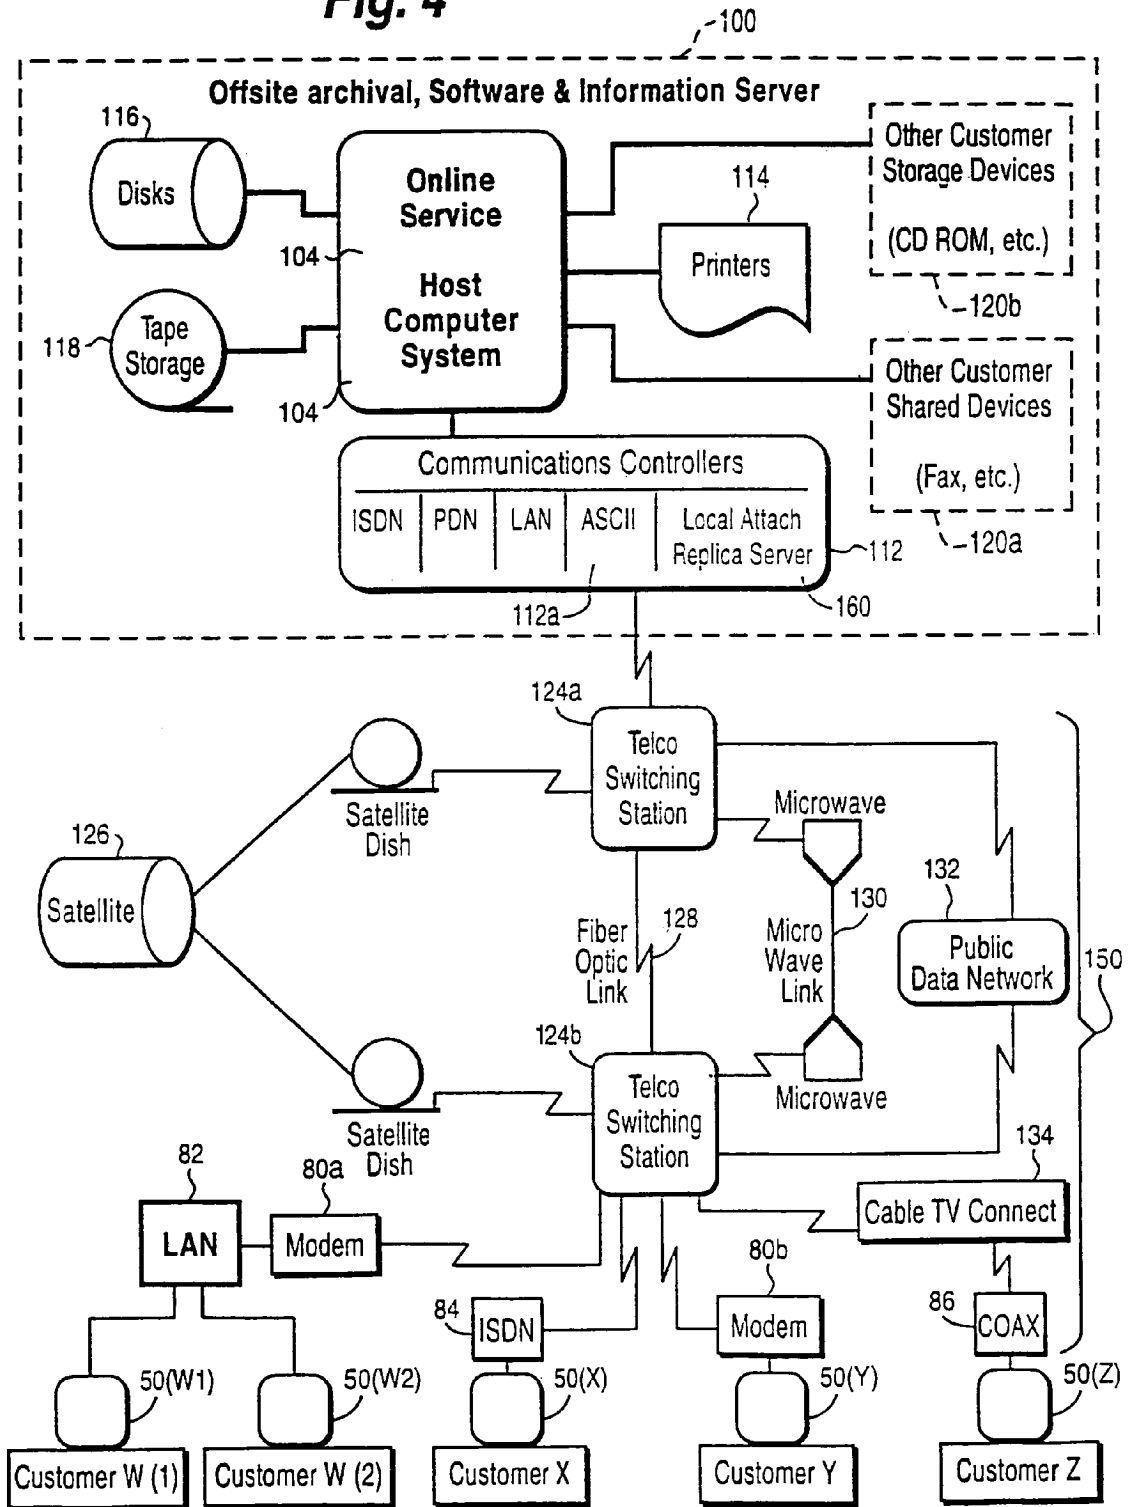 Fig. 4
100
Offsite archival, Software & Information Server
116
Disks
Online
Service
104
Host
Computer
System
104
118
Tape
Storage
114
Printers
Other Customer
Storage Devices
(CD ROM, etc.)
120b
Other Customer
Shared Devices
(Fax, etc.)
120a
Communications Controllers
ISDN
PDN
LAN
ASCII
Local Attach
Replica Server
112
112a
160
124a
Telco
Switching
Station
Satellite
Dish
Microwave
126
Satellite
132
Public
Data Network
130
128
Fiber
Optic
Link
Micro
Wave
Link
150
124b
Telco
Switching
Station
Microwave
Satellite
Dish
82
LAN
80a
Modem
134
Cable TV Connect
84
ISDN
80b
Modem
86
COAX
50(W1)
50(W2)
50(X)
50(Y)
50(Z)
Customer W (1)
Customer W (2)
Customer X
Customer Y
Customer Z